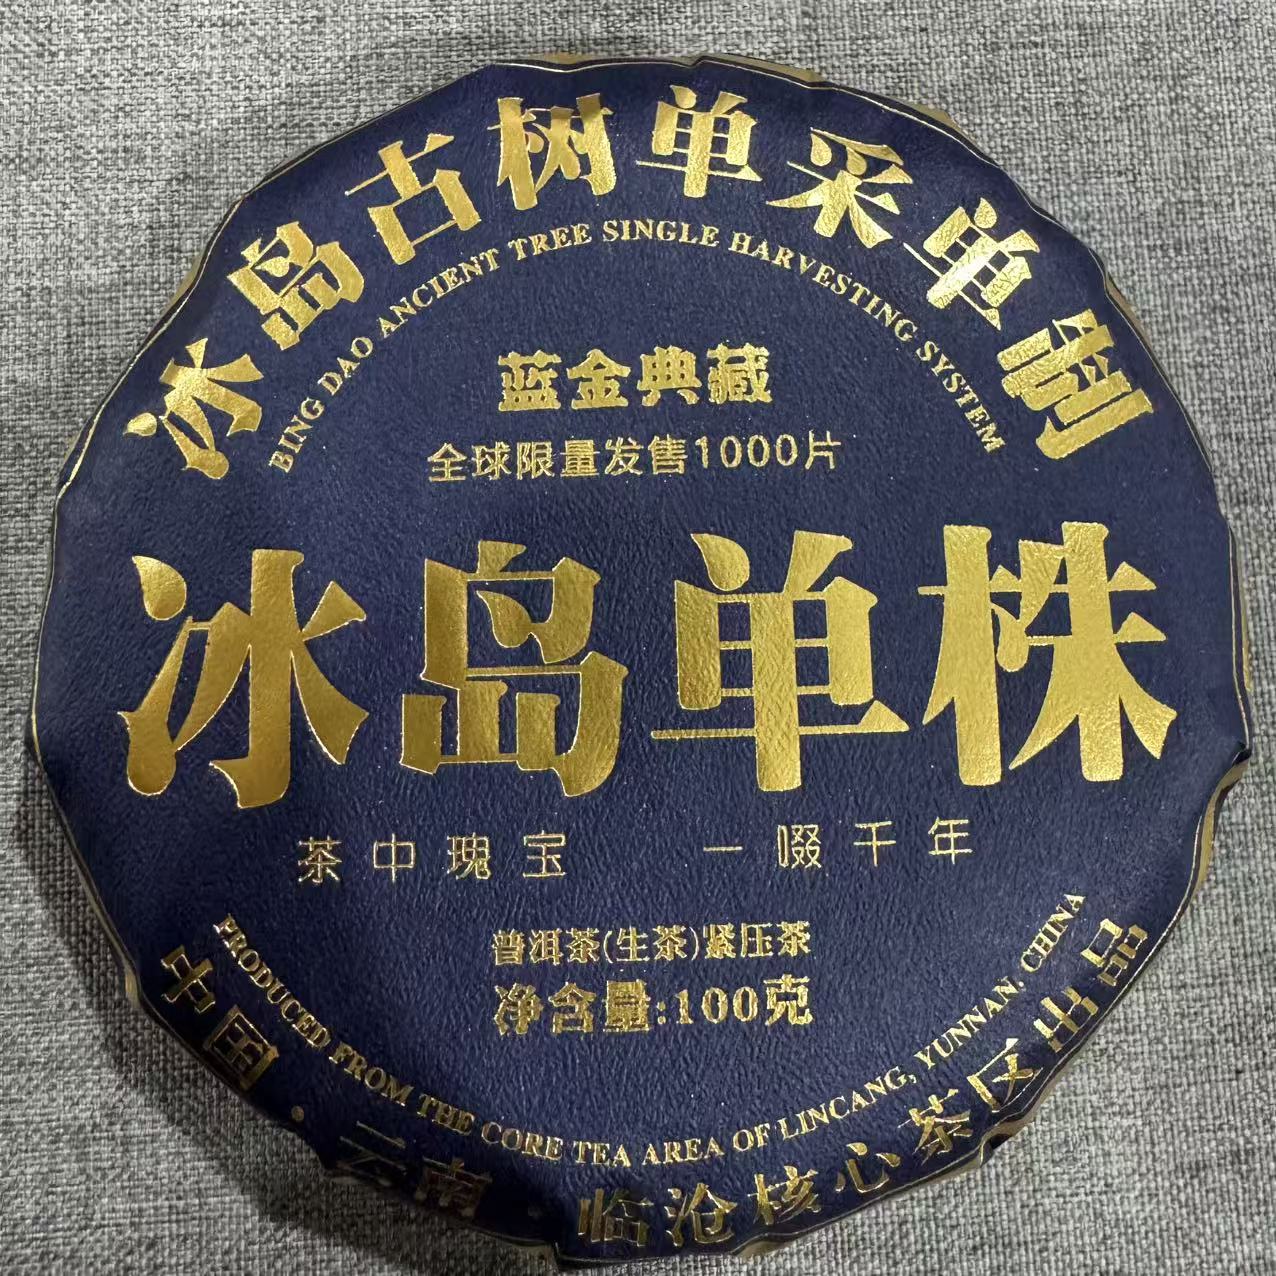 冰岛古树单采单制
BING DAO ANCIENT TREE SINGLE HARVESTING SYSTEM
蓝金典藏
全球限量发售1000片
冰岛单株
茶中瑰宝 一啜千年
普洱茶(生茶)紧压茶
净含量:100克
PRODUCED FROM THE CORE TEA AREA OF LINCANG, YUNNAN. CHINA
中国·云南·临沧核心茶区出品